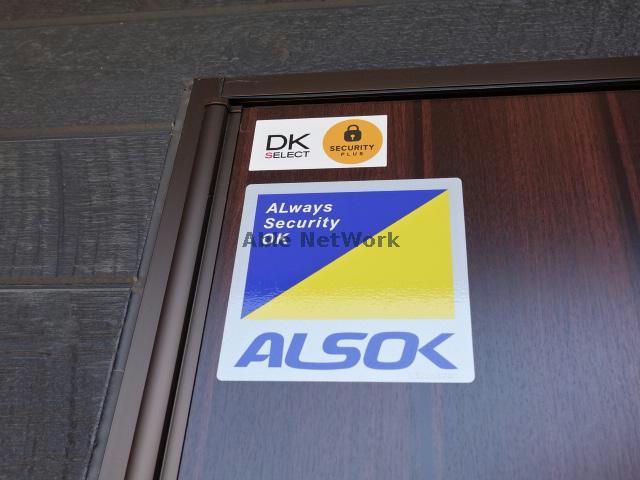 DK
SELECT
SECURITY
PLUS
ALways
Security
OK
Able NetWork
ALSOK